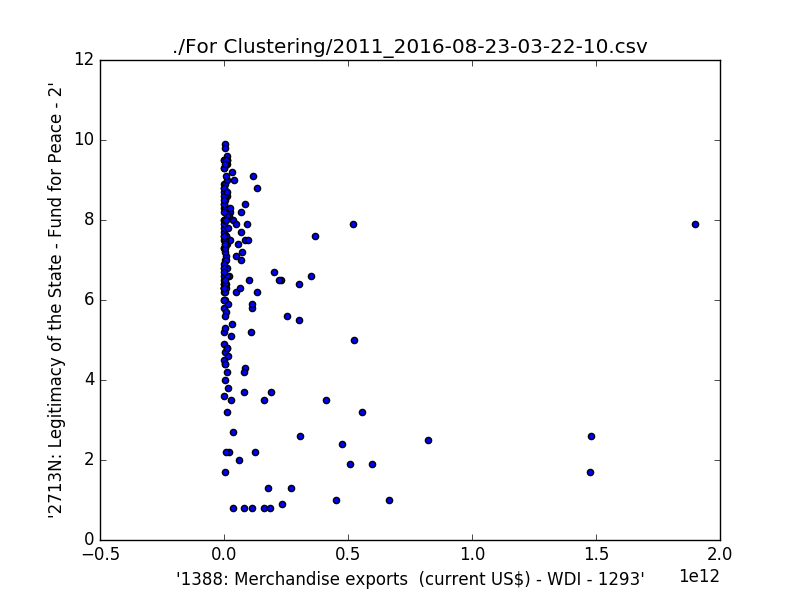 ./For Clustering/2011_2016-08-23-03-22-10.csv
12
10
8
6
4
2
0
'2713N: Legitimacy of the State - Fund for Peace - 2'
−0.5 0.0 0.5 1.0 1.5 2.0
1e12
'1388: Merchandise exports  (current US$) - WDI - 1293'